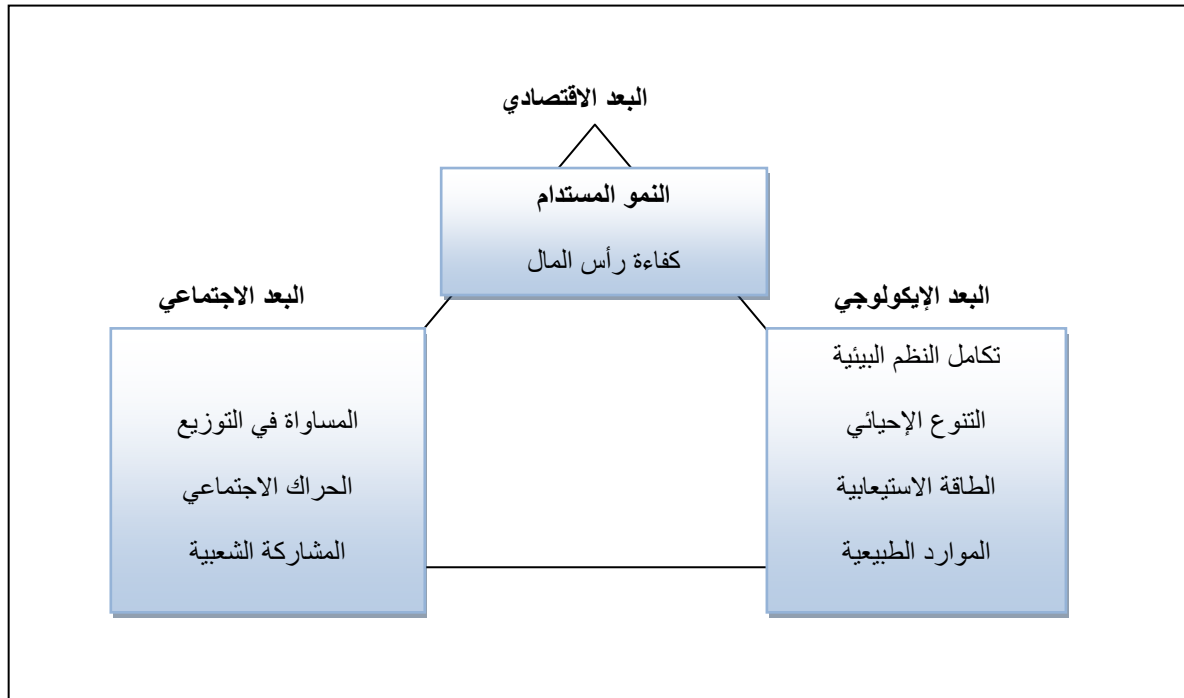 البعد الاقتصادي
النمو المستدام
كفاءة رأس المال
البعد الإيكولوجي
تكامل النظم البيئية
التنوع الإحيائي
الطاقة الاستيعابية
الموارد الطبيعية
البعد الاجتماعي
المساواة في التوزيع
الحراك الاجتماعي
المشاركة الشعبية